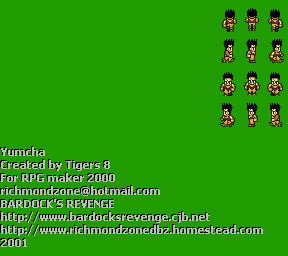 Yumcha
Created by Tigers 8
For RPG maker 2000
richmondzone@hotmail.com
BARDOCK'S REVENGE
http://www.bardocksrevenge.cjb.net
http://www.richmondzonedbz.homestead.com
2001